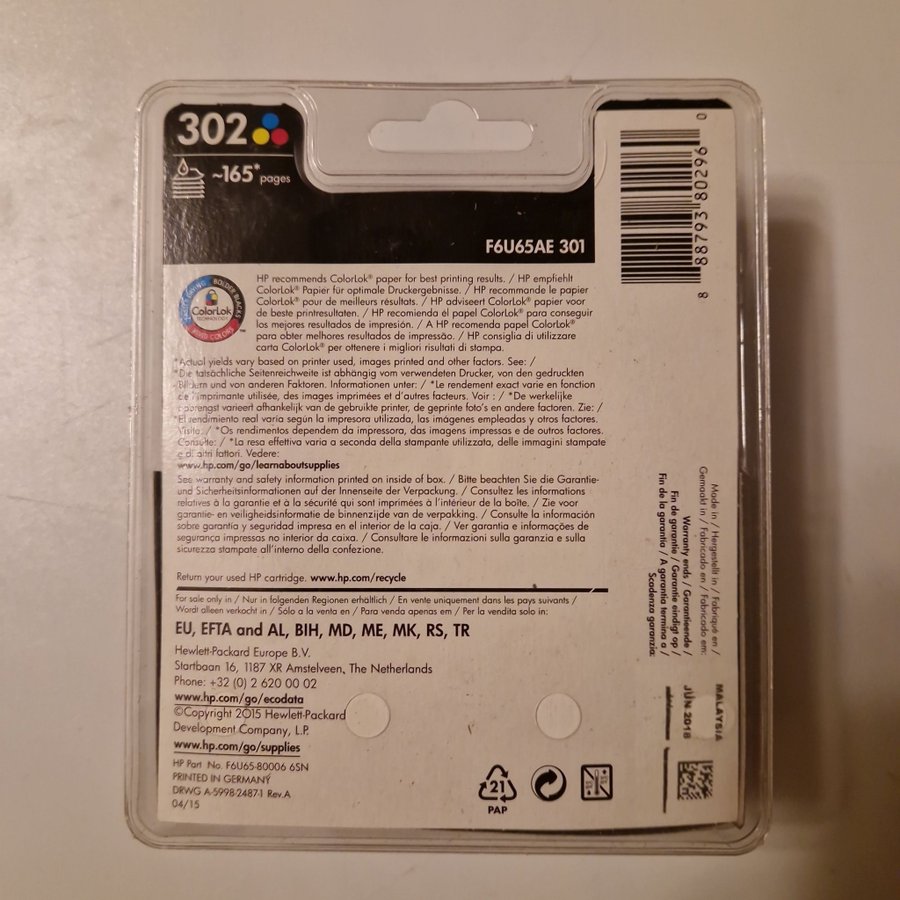 302
~165* pages
F6U65AE 301
HP recommends ColorLok® paper for best printing results. / HP empfiehlt
ColorLok® Papier für optimale Druckergebnisse. / HP recommande le papier
ColorLok® pour de meilleurs résultats. / HP adviseert ColorLok® papier voor
de beste printresultaten. / HP recomienda el papel ColorLok® para conseguir
los mejores resultados de impresión. / A HP recomenda papel ColorLok®
para obter melhores resultados de impressão. / HP consiglia di utilizzare
carta ColorLok® per ottenere i migliori risultati di stampa.
FASTER DRYING
BOLDER BLACKS
ColorLok
TECHNOLOGY
VIVID COLORS
*Actual yields vary based on printer used, images printed and other factors. See: /
*Die tatsächliche Seitenreichweite ist abhängig vom verwendeten Drucker, von den gedruckten
Bildern und von anderen Faktoren. Informationen unter: / *Le rendement exact varie en fonction
de l'imprimante utilisée, des images imprimées et d'autres facteurs. Voir : / *De werkelijke
opbrengst varieert afhankelijk van de gebruikte printer, de geprinte foto's en andere factoren. Zie: /
*El rendimiento real varía según la impresora utilizada, las imágenes empleadas y otros factores.
Visite: / *Os rendimentos dependem da impressora, das imagens impressas e de outros factores.
Consulte: / *La resa effettiva varia a seconda della stampante utilizzata, delle immagini stampate
e di altri fattori. Vedere:
www.hp.com/go/learnaboutsupplies
See warranty and safety information printed on inside of box. / Bitte beachten Sie die Garantie-
und Sicherheitsinformationen auf der Innenseite der Verpackung. / Consultez les informations
relatives à la garantie et à la sécurité qui sont imprimées à l'intérieur de la boîte. / Zie voor
garantie- en veiligheidsinformatie de binnenzijde van de verpakking. / Consulte la información
sobre garantía y seguridad impresa en el interior de la caja. / Ver garantia e informações de
segurança impressas no interior da caixa. / Consultare le informazioni sulla garanzia e sulla
sicurezza stampate all'interno della confezione.
Return your used HP cartridge. www.hp.com/recycle
For sale only in / Nur in folgenden Regionen erhältlich / En vente uniquement dans les pays suivants /
Wordt alleen verkocht in / Sólo a la venta en / Para venda apenas em / Per la vendita solo in:
EU, EFTA and AL, BIH, MD, ME, MK, RS, TR
Hewlett-Packard Europe B.V.
Startbaan 16, 1187 XR Amstelveen, The Netherlands
Phone: +32 (0) 2 620 00 02
www.hp.com/go/ecodata
©Copyright 2015 Hewlett-Packard
Development Company, L.P.
www.hp.com/go/supplies
HP Part No. F6U65-80006 6SN
PRINTED IN GERMANY
DRWG A-5998-2487-1 Rev.A
04/15
21
PAP
8 88793 80296 0
Made in / Hergestellt in / Fabriqué en /
Gemaakt in / Fabricado en / Fabricado em:
MALAYSIA
Warranty ends / Garantieende /
Fin de garantie / Garantie eindigt op /
Fin de la garantía / A garantia termina a /
Scadenza garanzia:
JUN 2018